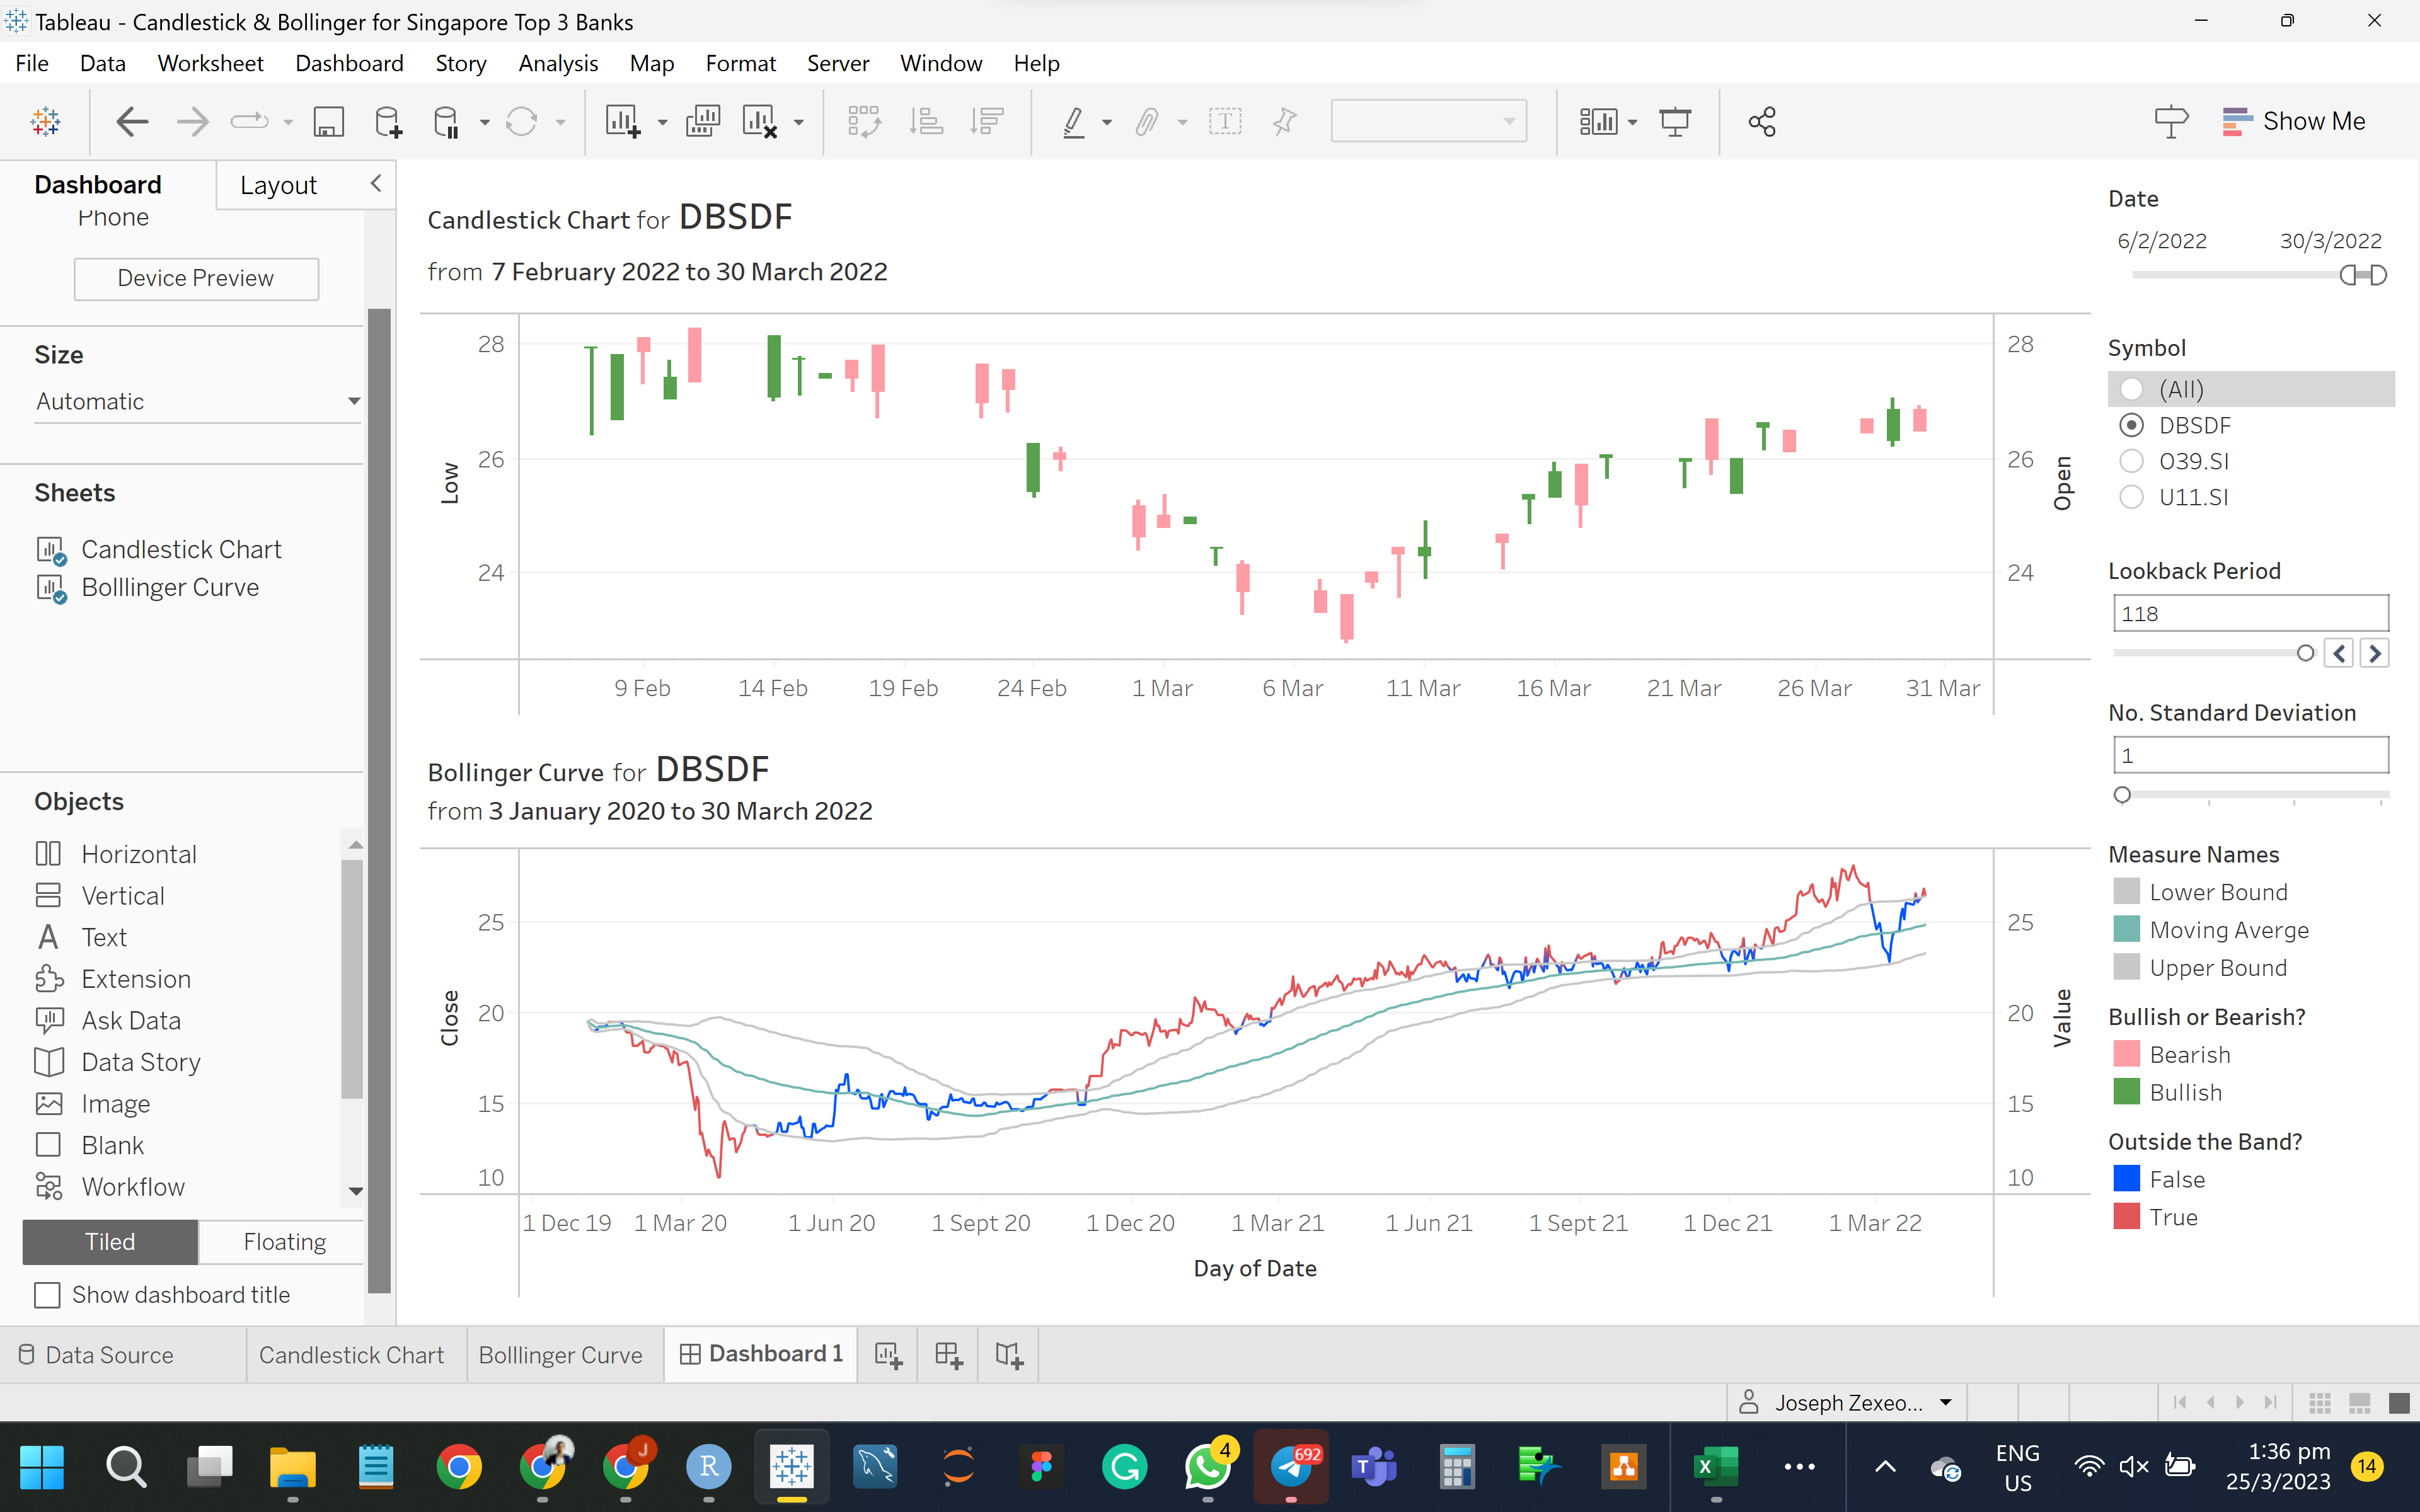 Tableau - Candlestick & Bollinger for Singapore Top 3 Banks
File Data Worksheet Dashboard Story Analysis Map Format Server Window Help
Show Me
Dashboard
Layout
Phone
Device Preview
Size
Automatic
Sheets
Candlestick Chart
Bolllinger Curve
Objects
Horizontal
Vertical
Text
Extension
Ask Data
Data Story
Image
Blank
Workflow
Tiled
Floating
Show dashboard title
Candlestick Chart for DBSDF
from 7 February 2022 to 30 March 2022
28
26
24
Low
28
26
24
Open
9 Feb 14 Feb 19 Feb 24 Feb 1 Mar 6 Mar 11 Mar 16 Mar 21 Mar 26 Mar 31 Mar
Bollinger Curve for DBSDF
from 3 January 2020 to 30 March 2022
25
20
15
10
Close
25
20
15
10
Value
1 Dec 19 1 Mar 20 1 Jun 20 1 Sept 20 1 Dec 20 1 Mar 21 1 Jun 21 1 Sept 21 1 Dec 21 1 Mar 22
Day of Date
Date
6/2/2022 30/3/2022
Symbol
(All)
DBSDF
O39.SI
U11.SI
Lookback Period
118
No. Standard Deviation
1
Measure Names
Lower Bound
Moving Averge
Upper Bound
Bullish or Bearish?
Bearish
Bullish
Outside the Band?
False
True
Data Source
Candlestick Chart
Bolllinger Curve
Dashboard 1
Joseph Zexeo...
J
R
G
4
692
T
X
ENG
US
1:36 pm
25/3/2023
14